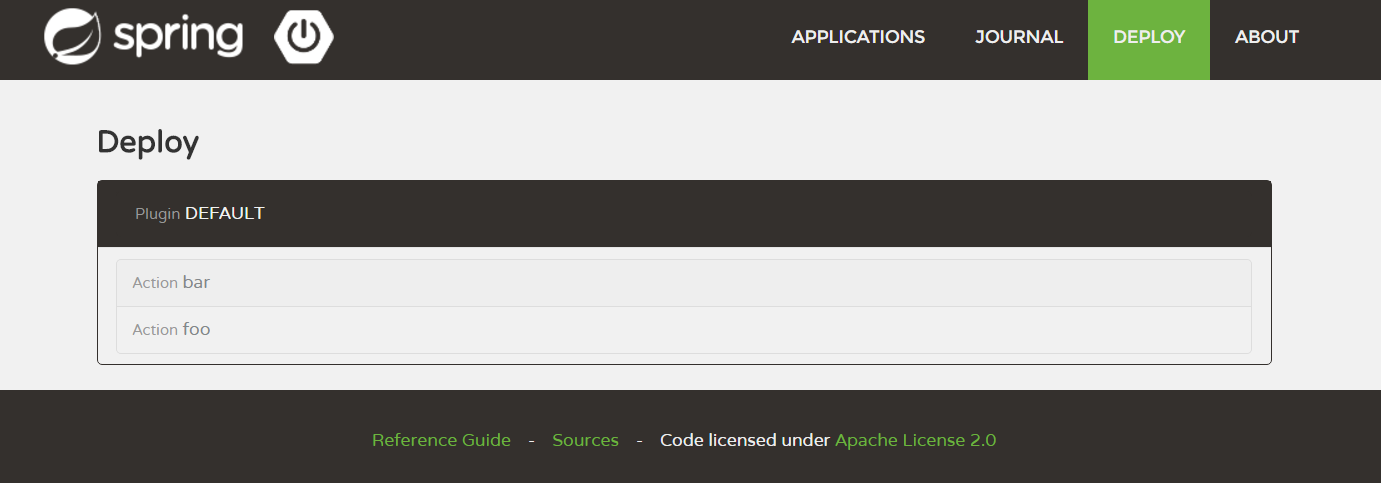 spring APPLICATIONS JOURNAL DEPLOY ABOUT
Deploy
Plugin DEFAULT
Action bar
Action foo
Reference Guide - Sources - Code licensed under Apache License 2.0